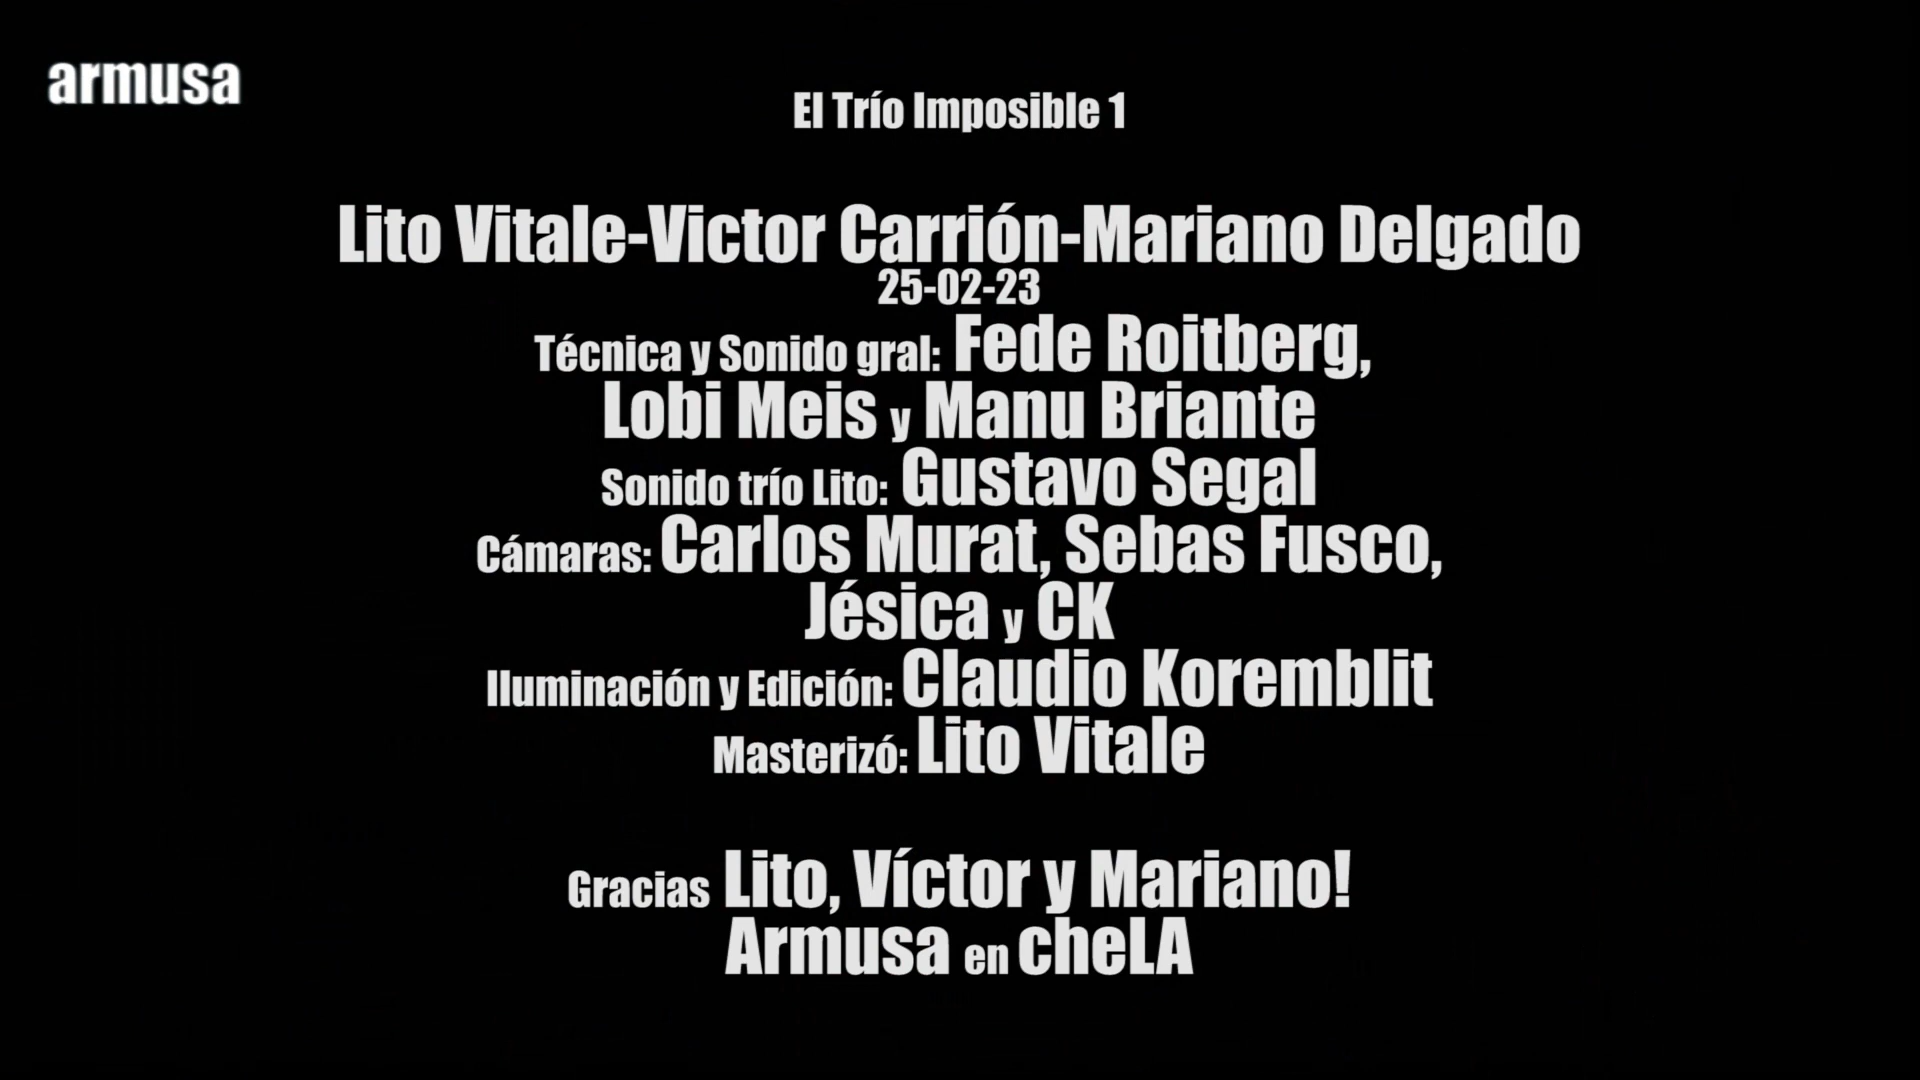 armusa
El Trío Imposible 1
Lito Vitale-Victor Carrión-Mariano Delgado
25-02-23
Técnica y Sonido gral: Fede Roitberg,
Lobi Meis y Manu Briante
Sonido trío Lito: Gustavo Segal
Cámaras: Carlos Murat, Sebas Fusco,
Jésica y CK
Iluminación y Edición: Claudio Koremblit
Masterizó: Lito Vitale
Gracias Lito, Víctor y Mariano!
Armusa en cheLA